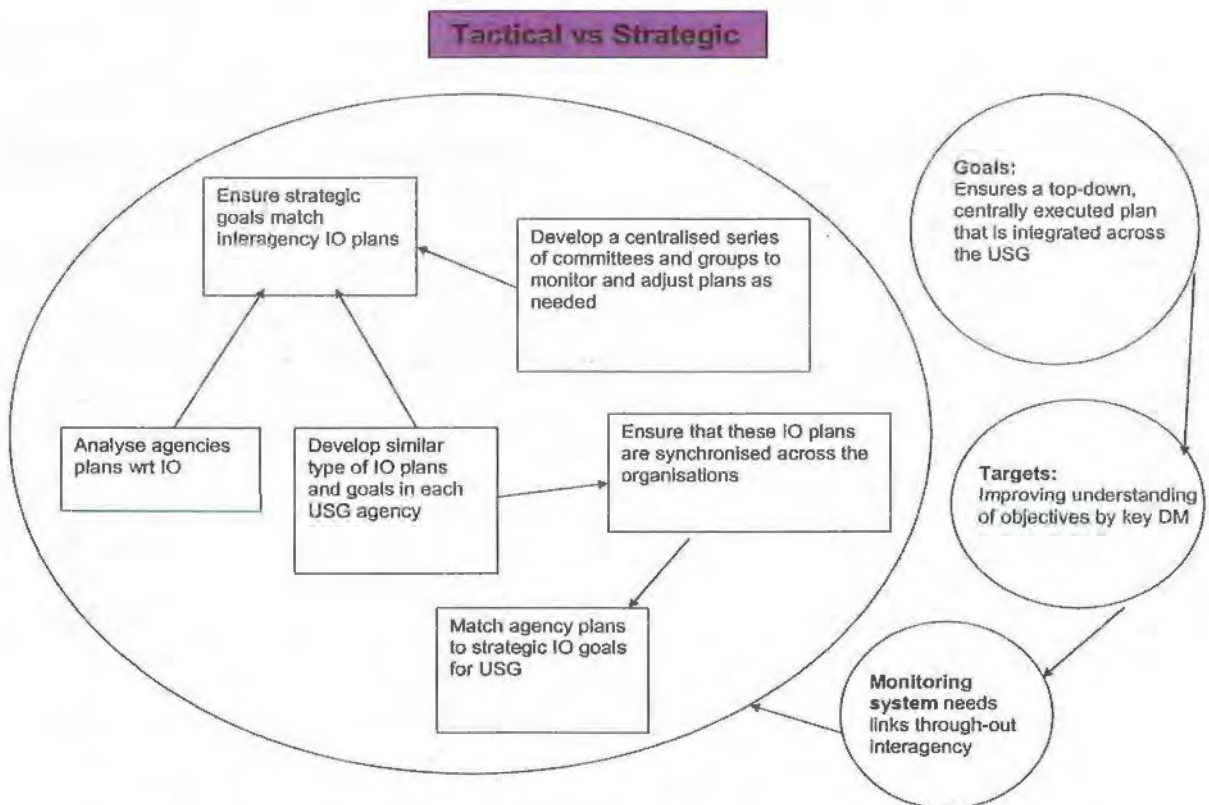 Tactical vs Strategic
Ensure strategic
goals match
interagency IO plans
Develop a centralised series
of committees and groups to
monitor and adjust plans as
needed
Goals:
Ensures a top-down,
centrally executed plan
that is integrated across
the USG
Analyse agencies
plans wrt IO
Develop similar
type of IO plans
and goals in each
USG agency
Ensure that these IO plans
are synchronised across the
organisations
Targets:
Improving understanding
of objectives by key DM
Match agency plans
to strategic IO goals
for USG
Monitoring
system needs
links through-out
interagency